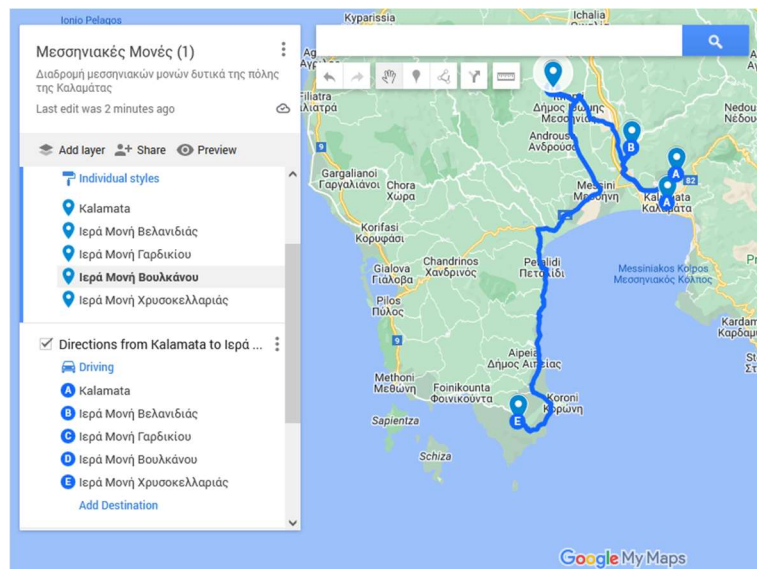 Ionio Pelagos
Μεσσηνιακές Μονές (1)
Διαδρομή μεσσηνιακών μονών δυτικά της πόλης
της Καλαμάτας
Last edit was 2 minutes ago
Add layer
Share
Preview
Individual styles
Kalamata
Ιερά Μονή Βελανιδιάς
Ιερά Μονή Γαρδικίου
Ιερά Μονή Βουλκάνου
Ιερά Μονή Χρυσοκελλαριάς
Directions from Kalamata to Ιερά ...
Driving
A Kalamata
B Ιερά Μονή Βελανιδιάς
C Ιερά Μονή Γαρδικίου
D Ιερά Μονή Βουλκάνου
E Ιερά Μονή Χρυσοκελλαριάς
Add Destination
Kyparissia
Ichalia
Filiatra
9
Gargalianoi
Γαργαλιάνοι
Chora
Χώρα
Androusa
Ανδρούσα
B
A
82
A
Μεσσήνη
Καλαμάτα
Korifasi
Κορυφάσι
Gialova
Γιάλοβα
Chandrinos
Χανδρινός
Petalidi
Πεταλίδι
Messiniakos Kolpos
Μεσσηνιακός Κόλπος
Pilos
Πύλος
9
Aipeia
Δήμος Αιπείας
Methoni
Μεθώνη
Foinikounta
Φοινικούντα
Koroni
Κορώνη
E
Sapientza
Schiza
Google My Maps